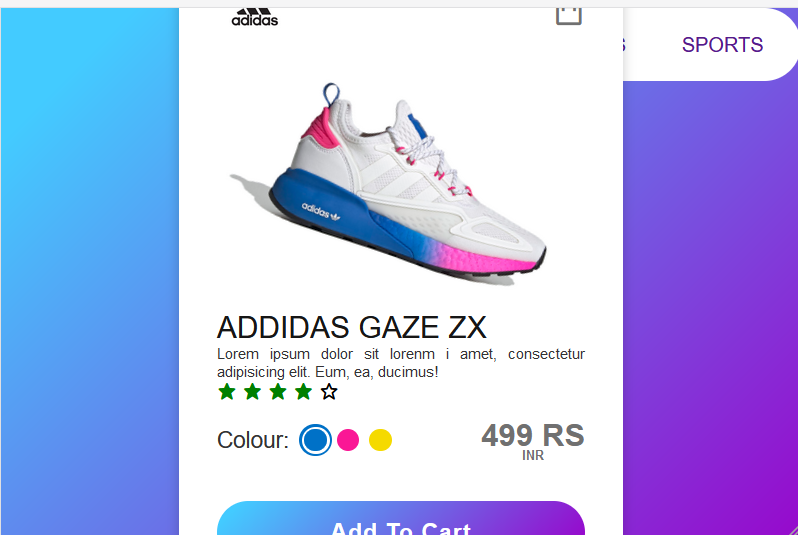 adidas
SPORTS
adidas
ADDIDAS GAZE ZX
Lorem ipsum dolor sit lorenm i amet, consectetur
adipisicing elit. Eum, ea, ducimus!
Colour:
499 RS
INR
Add To Cart